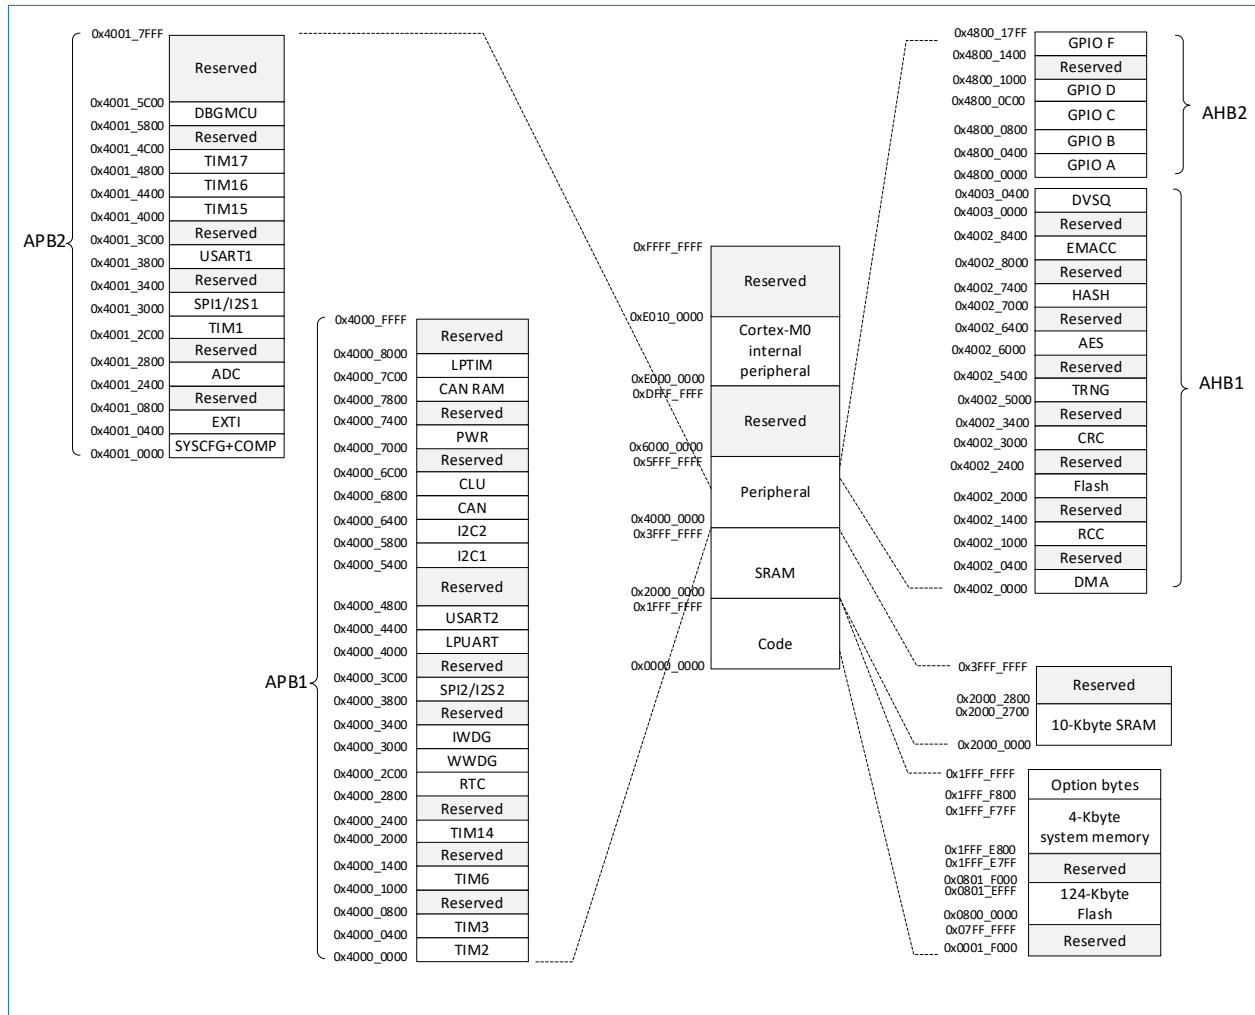 0x4001_7FFF
Reserved
0x4001_5C00
DBGMCU
0x4001_5800
Reserved
0x4001_4C00
TIM17
0x4001_4800
TIM16
0x4001_4400
TIM15
0x4001_4000
Reserved
0x4001_3C00
USART1
0x4001_3800
Reserved
0x4001_3400
SPI1/I2S1
0x4001_3000
TIM1
0x4001_2C00
Reserved
0x4001_2800
ADC
0x4001_2400
Reserved
0x4001_0800
EXTI
0x4001_0400
SYSCFG+COMP
0x4001_0000
APB2
0x4000_FFFF
Reserved
0x4000_8000
LPTIM
0x4000_7C00
CAN RAM
0x4000_7800
Reserved
0x4000_7400
PWR
0x4000_7000
Reserved
0x4000_6C00
CLU
0x4000_6800
CAN
0x4000_6400
I2C2
0x4000_5800
I2C1
0x4000_5400
Reserved
0x4000_4800
USART2
0x4000_4400
LPUART
0x4000_4000
Reserved
0x4000_3C00
SPI2/I2S2
0x4000_3800
Reserved
0x4000_3400
IWDG
0x4000_3000
WWDG
0x4000_2C00
RTC
0x4000_2800
Reserved
0x4000_2400
TIM14
0x4000_2000
Reserved
0x4000_1400
TIM6
0x4000_1000
Reserved
0x4000_0800
TIM3
0x4000_0400
TIM2
0x4000_0000
APB1
0xFFFF_FFFF
Reserved
0xE010_0000
Cortex-M0
internal
peripheral
0xE000_0000
0xDFFF_FFFF
Reserved
0x6000_0000
0x5FFF_FFFF
Peripheral
0x4000_0000
0x3FFF_FFFF
SRAM
0x2000_0000
0x1FFF_FFFF
Code
0x0000_0000
0x4800_17FF
GPIO F
0x4800_1400
Reserved
0x4800_1000
GPIO D
0x4800_0C00
GPIO C
0x4800_0800
GPIO B
0x4800_0400
GPIO A
0x4800_0000
AHB2
0x4003_0400
DVSQ
0x4003_0000
Reserved
0x4002_8400
EMACC
0x4002_8000
Reserved
0x4002_7400
HASH
0x4002_7000
Reserved
0x4002_6400
AES
0x4002_6000
Reserved
0x4002_5400
TRNG
0x4002_5000
Reserved
0x4002_3400
CRC
0x4002_3000
Reserved
0x4002_2400
Flash
0x4002_2000
Reserved
0x4002_1400
RCC
0x4002_1000
Reserved
0x4002_0400
DMA
0x4002_0000
AHB1
0x3FFF_FFFF
Reserved
0x2000_2800
0x2000_2700
10-Kbyte SRAM
0x2000_0000
0x1FFF_FFFF
Option bytes
0x1FFF_F800
0x1FFF_F7FF
4-Kbyte
system memory
0x1FFF_E800
0x1FFF_E7FF
Reserved
0x0801_F000
0x0801_EFFF
124-Kbyte
Flash
0x0800_0000
0x07FF_FFFF
Reserved
0x0001_F000